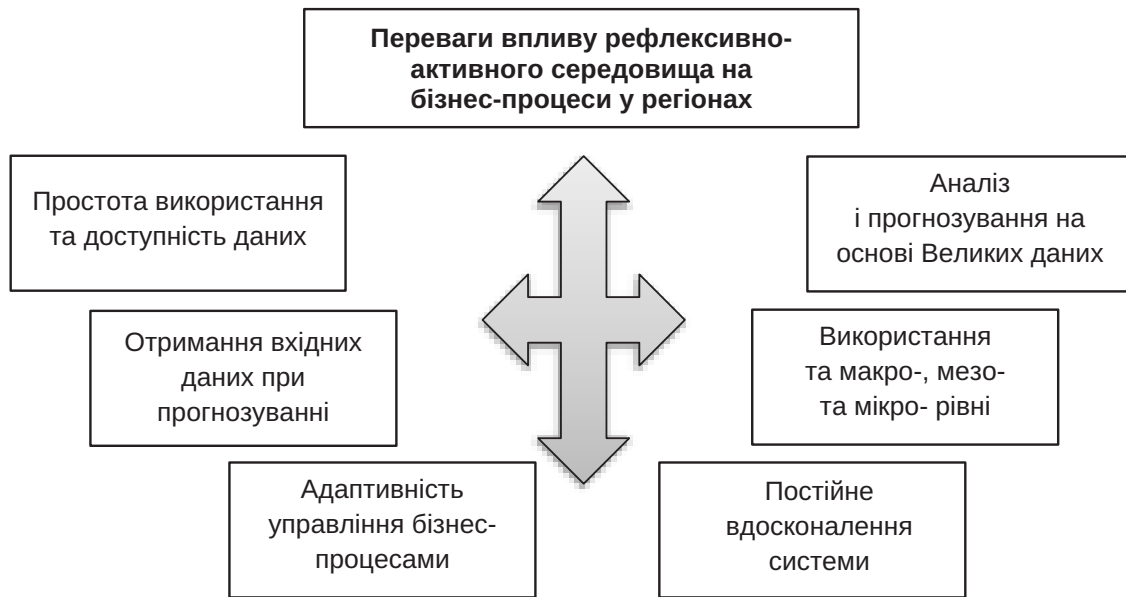 Переваги впливу рефлексивно-
активного середовища на
бізнес-процеси у регіонах
Простота використання
та доступність даних
Аналіз
і прогнозування на
основі Великих даних
Отримання вхідних
даних при
прогнозуванні
Використання
та макро-, мезо-
та мікро- рівні
Адаптивність
управління бізнес-
процесами
Постійне
вдосконалення
системи